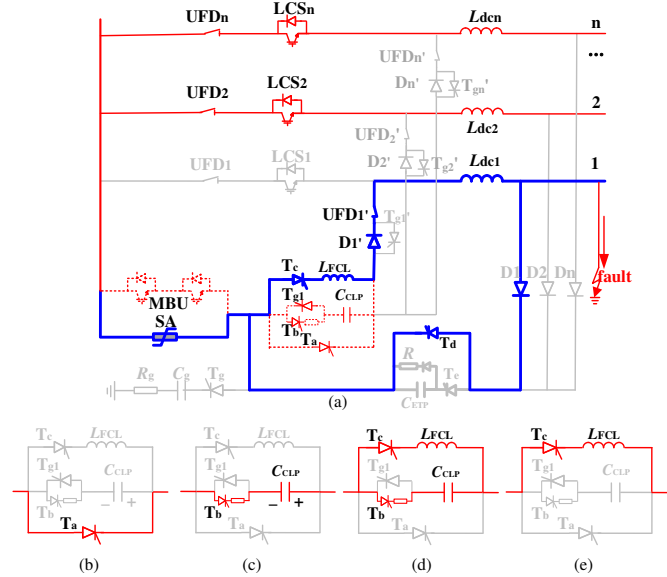 UFDn LCSn Ldcn n
UFDn' ...
Dn' Tgn'
UFD2 LCS2 Ldc2 2
UFD2'
D2' Tg2'
UFD1 LCS1 Ldc1 1
UFD1' Tg1'
D1'
Tc LFCL D1 D2 Dn fault
MBU Tg1 CCLP
SA Tb
Ta Td
R
Rg Cg Tg CETP Te
(a)
Tc LFCL Tc LFCL Tc LFCL Tc LFCL
Tg1 CCLP Tg1 CCLP Tg1 CCLP Tg1 CCLP
Tb − + Tb − + Tb Tb
Ta Ta Ta Ta
(b) (c) (d) (e)